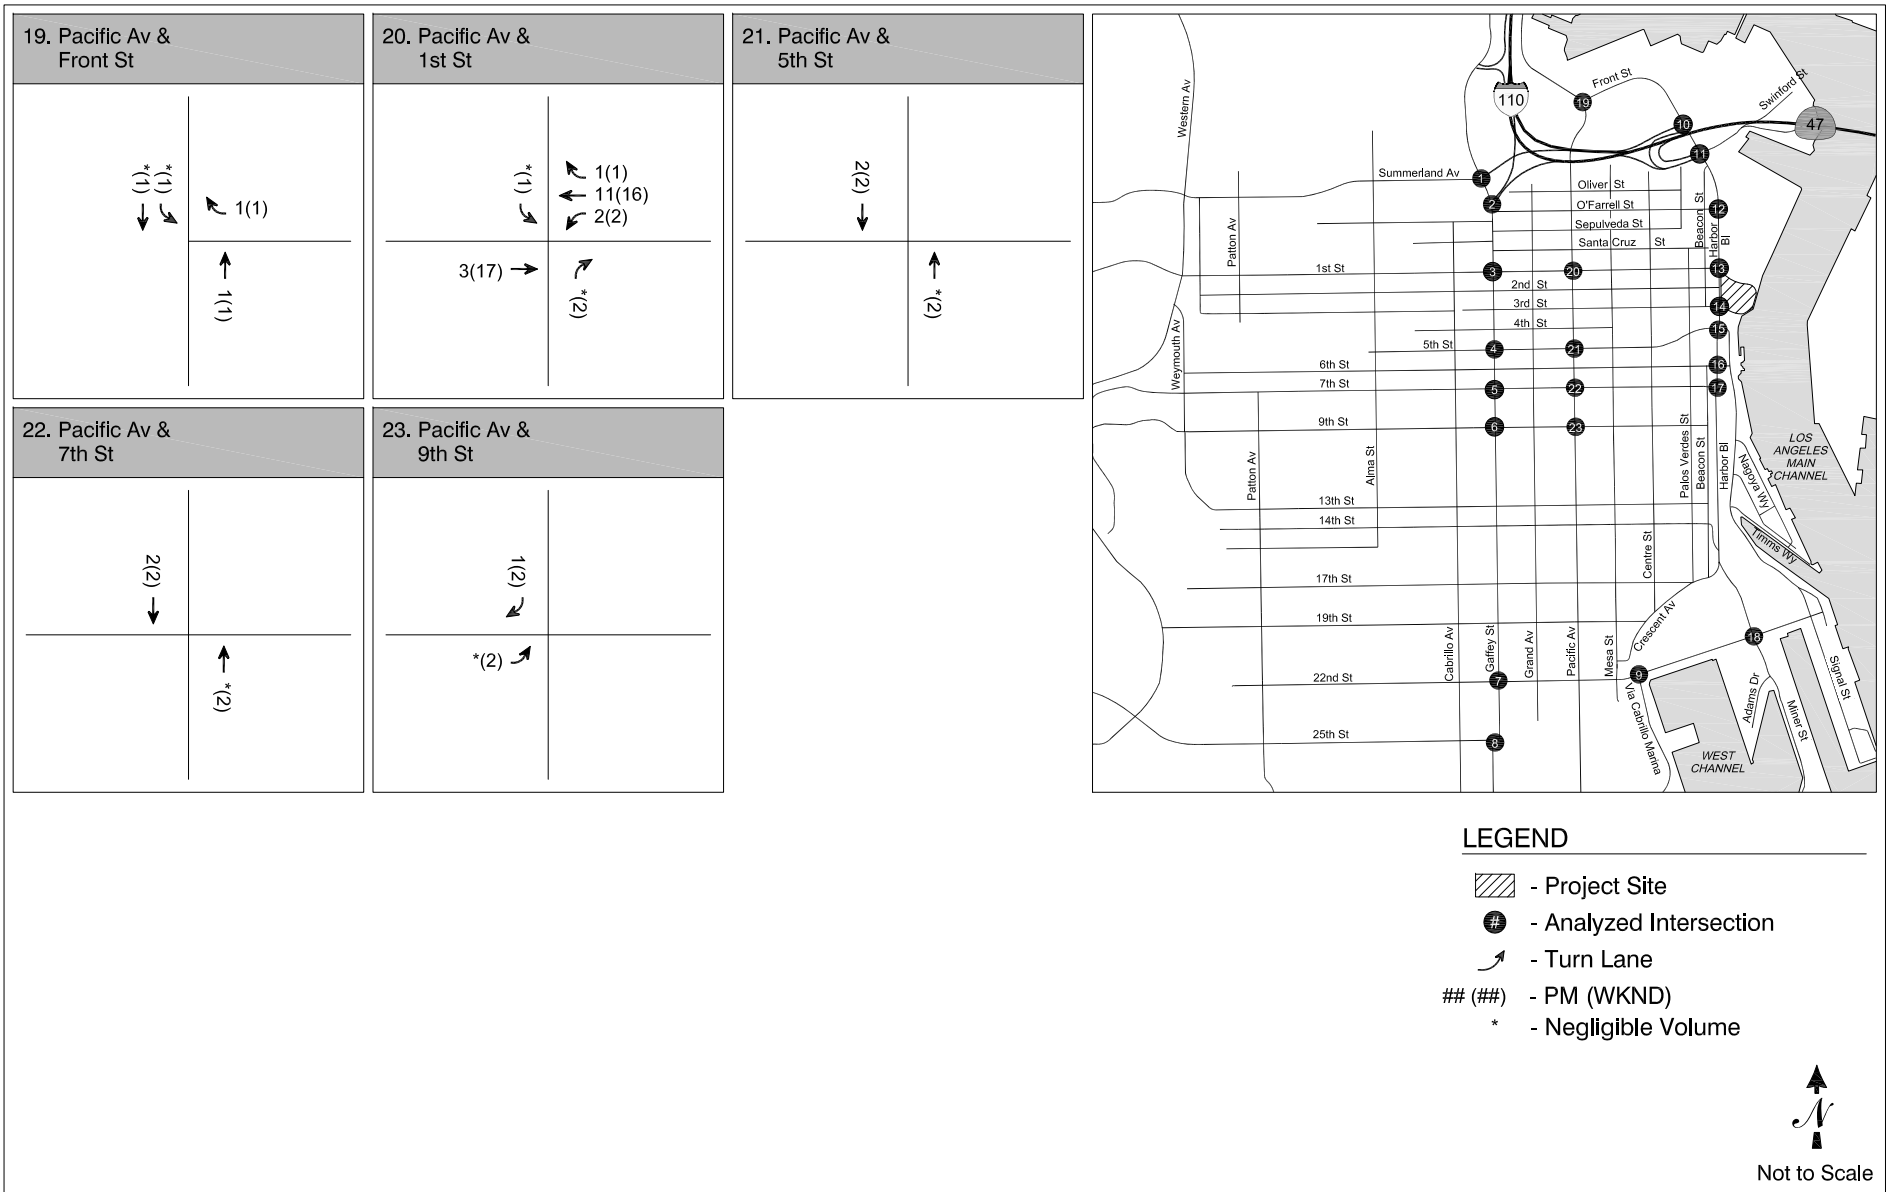 19. Pacific Av &
Front St
*(1)
*(1)
1(1)
1(1)
20. Pacific Av &
1st St
*(1)
1(1)
11(16)
2(2)
3(17)
*(2)
21. Pacific Av &
5th St
2(2)
*(2)
22. Pacific Av &
7th St
2(2)
*(2)
23. Pacific Av &
9th St
1(2)
*(2)
Western Av
110
Front St
Swinford St
47
19
10
11
Summerland Av
1
2
Oliver St
O'Farrell St
Sepulveda St
Santa Cruz St
Beacon St
Harbor Bl
12
Patton Av
1st St
3
20
13
2nd St
3rd St
14
4th St
15
5th St
4
21
Weymouth Av
6th St
16
7th St
5
22
17
9th St
6
23
Patton Av
Alma St
Palos Verdes St
Beacon St
Harbor Bl
Nagoya Wy
LOS
ANGELES
MAIN
CHANNEL
13th St
14th St
Timms Wy
Centre St
17th St
19th St
Crescent Av
Cabrillo Av
Gaffey St
Grand Av
Pacific Av
Mesa St
18
22nd St
7
9
Via Cabrillo Marina
Adams Dr
Miner St
Signal St
25th St
8
WEST
CHANNEL
LEGEND
- Project Site
# - Analyzed Intersection
- Turn Lane
## (##) - PM (WKND)
* - Negligible Volume
N
Not to Scale